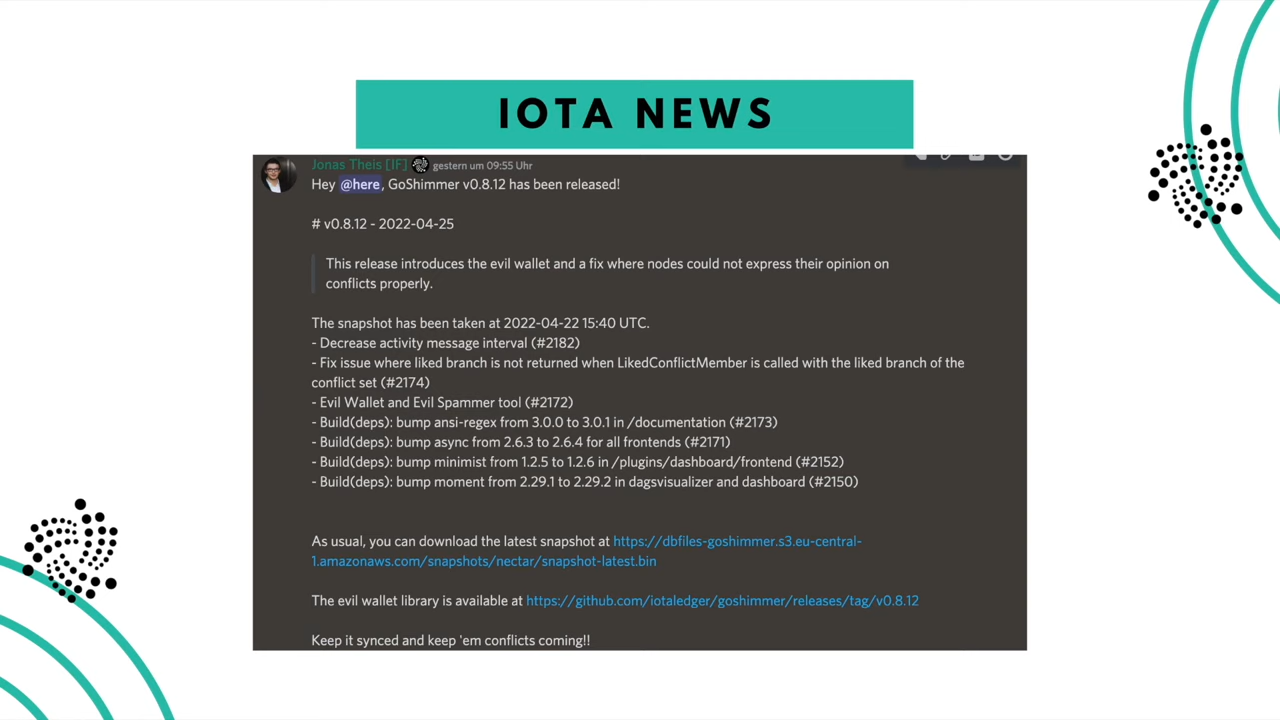 IOTA NEWS
Jonas Theis [IF] gestern um 09:55 Uhr
Hey @here, GoShimmer v0.8.12 has been released!
# v0.8.12 - 2022-04-25
This release introduces the evil wallet and a fix where nodes could not express their opinion on
conflicts properly.
The snapshot has been taken at 2022-04-22 15:40 UTC.
- Decrease activity message interval (#2182)
- Fix issue where liked branch is not returned when LikedConflictMember is called with the liked branch of the
conflict set (#2174)
- Evil Wallet and Evil Spammer tool (#2172)
- Build(deps): bump ansi-regex from 3.0.0 to 3.0.1 in /documentation (#2173)
- Build(deps): bump async from 2.6.3 to 2.6.4 for all frontends (#2171)
- Build(deps): bump minimist from 1.2.5 to 1.2.6 in /plugins/dashboard/frontend (#2152)
- Build(deps): bump moment from 2.29.1 to 2.29.2 in dagsvisualizer and dashboard (#2150)
As usual, you can download the latest snapshot at https://dbfiles-goshimmer.s3.eu-central-
1.amazonaws.com/snapshots/nectar/snapshot-latest.bin
The evil wallet library is available at https://github.com/iotaledger/goshimmer/releases/tag/v0.8.12
Keep it synced and keep 'em conflicts coming!!